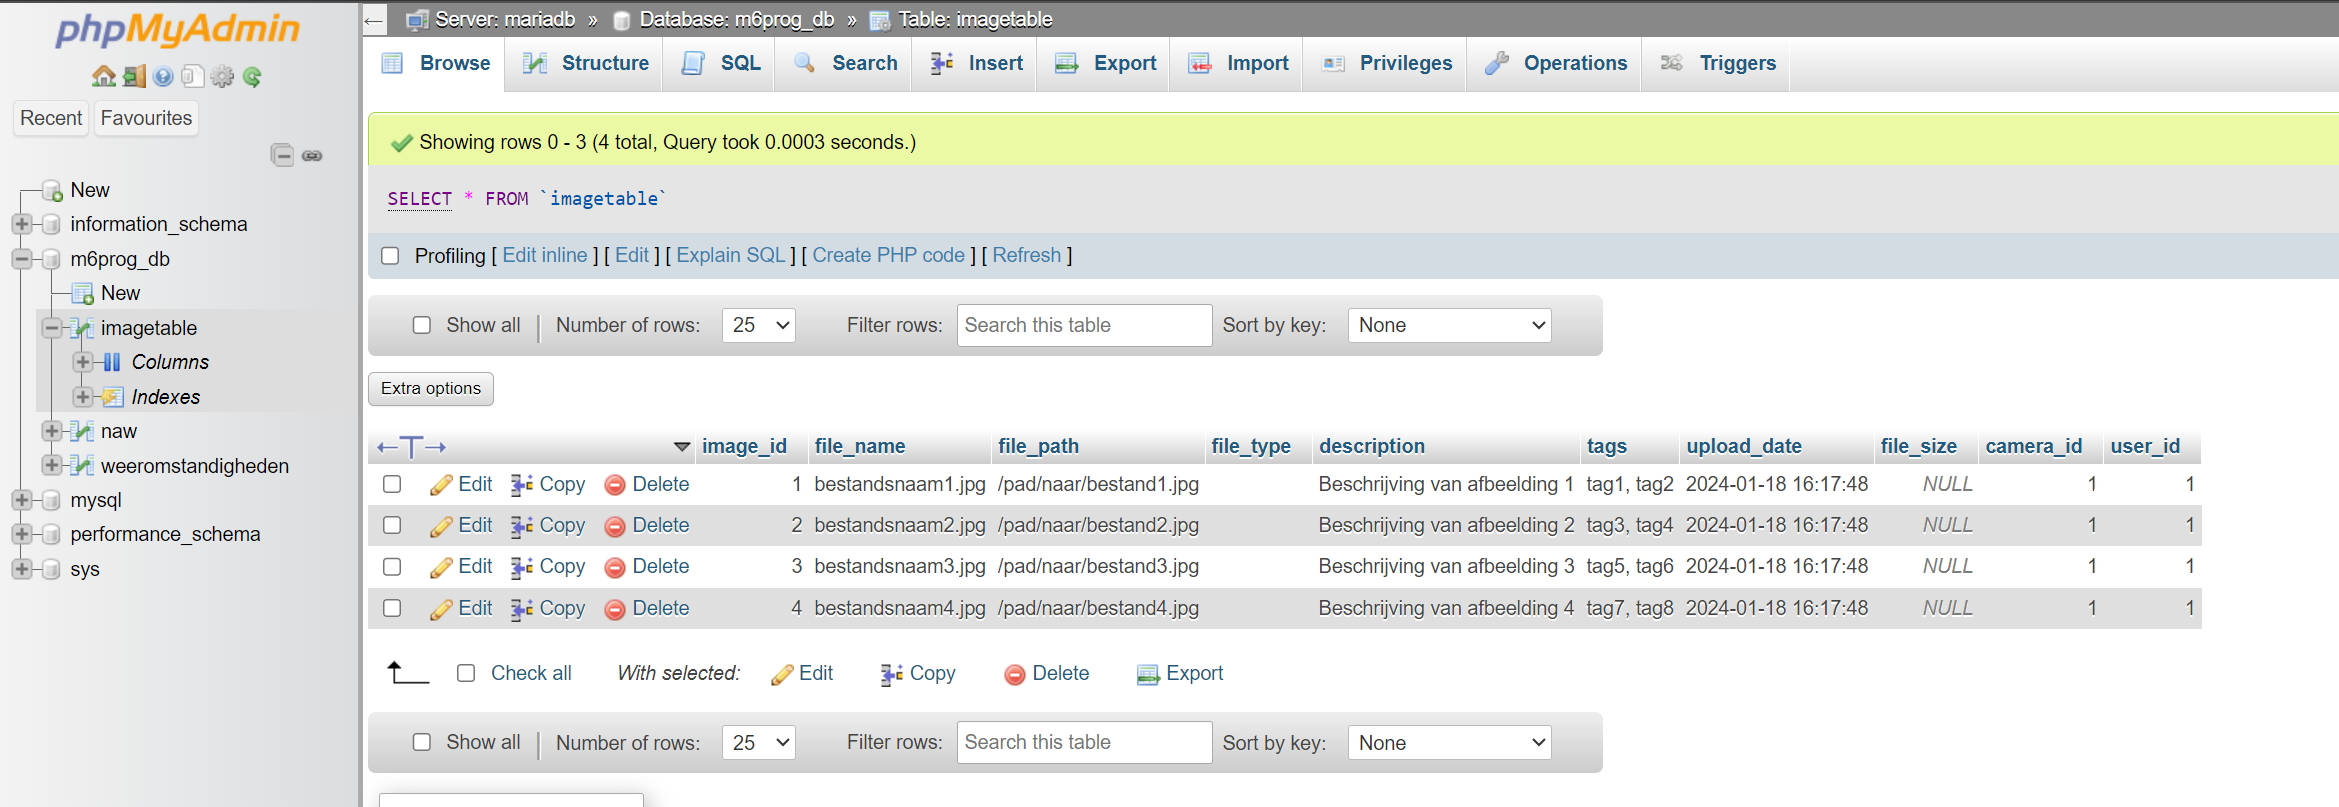 phpMyAdmin
Recent Favourites
New
information_schema
m6prog_db
New
imagetable
Columns
Indexes
naw
weeromstandigheden
mysql
performance_schema
sys
← Server: mariadb » Database: m6prog_db » Table: imagetable
Browse Structure SQL Search Insert Export Import Privileges Operations Triggers
Showing rows 0 - 3 (4 total, Query took 0.0003 seconds.)
SELECT * FROM `imagetable`
Profiling [ Edit inline ] [ Edit ] [ Explain SQL ] [ Create PHP code ] [ Refresh ]
Show all | Number of rows: 25 Filter rows: Search this table Sort by key: None
Extra options
←T→ image_id file_name file_path file_type description tags upload_date file_size camera_id user_id
Edit Copy Delete 1 bestandsnaam1.jpg /pad/naar/bestand1.jpg Beschrijving van afbeelding 1 tag1, tag2 2024-01-18 16:17:48 NULL 1 1
Edit Copy Delete 2 bestandsnaam2.jpg /pad/naar/bestand2.jpg Beschrijving van afbeelding 2 tag3, tag4 2024-01-18 16:17:48 NULL 1 1
Edit Copy Delete 3 bestandsnaam3.jpg /pad/naar/bestand3.jpg Beschrijving van afbeelding 3 tag5, tag6 2024-01-18 16:17:48 NULL 1 1
Edit Copy Delete 4 bestandsnaam4.jpg /pad/naar/bestand4.jpg Beschrijving van afbeelding 4 tag7, tag8 2024-01-18 16:17:48 NULL 1 1
Check all With selected: Edit Copy Delete Export
Show all | Number of rows: 25 Filter rows: Search this table Sort by key: None